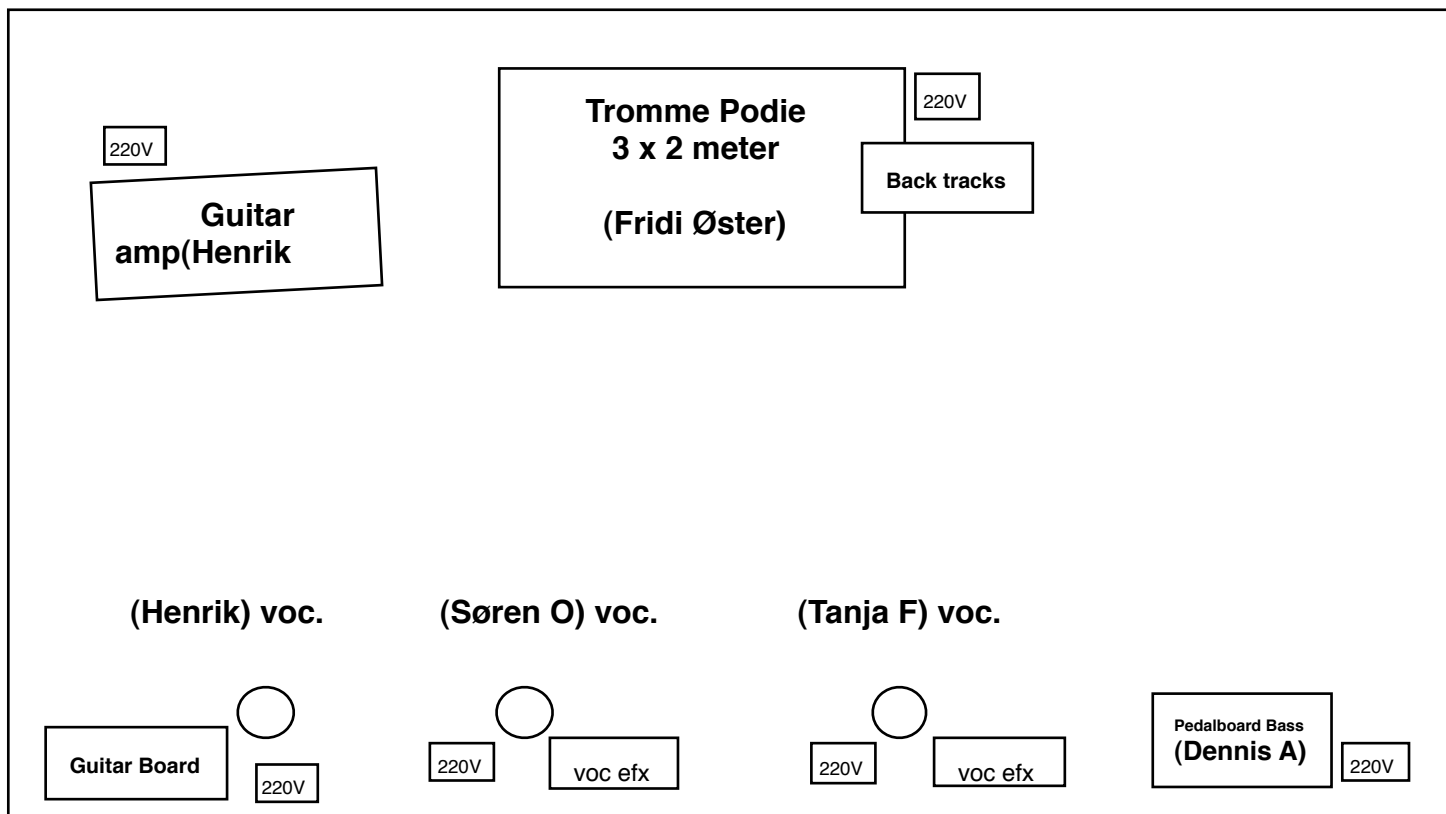 Tromme Podie
3 x 2 meter
(Fridi Øster)
220V
Back tracks
220V
Guitar
amp(Henrik
(Henrik) voc.
(Søren O) voc.
(Tanja F) voc.
Guitar Board
220V
220V
voc efx
220V
voc efx
Pedalboard Bass
(Dennis A)
220V